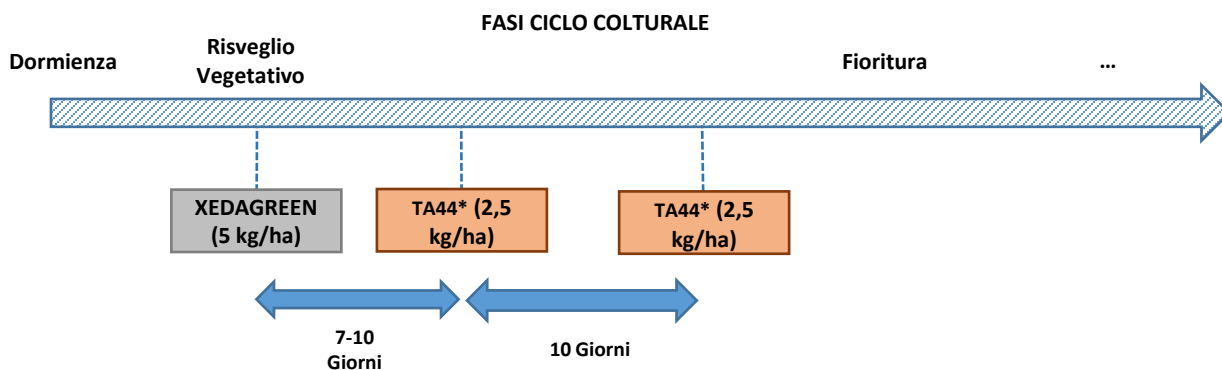 FASI CICLO COLTURALE
Dormienza
Risveglio
Vegetativo
Fioritura
...
XEDAGREEN
(5 kg/ha)
TA44* (2,5
kg/ha)
TA44* (2,5
kg/ha)
7-10
Giorni
10 Giorni